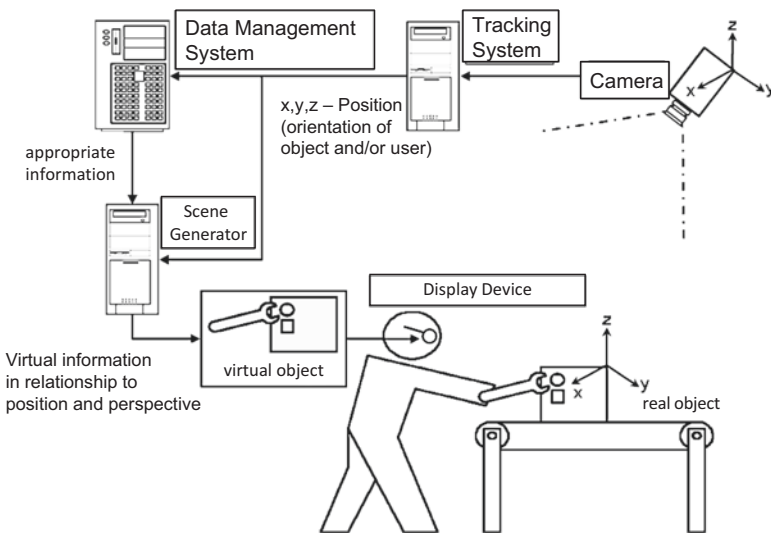 Data Management
System
Tracking
System
Camera
z
x
y
x,y,z – Position
(orientation of
object and/or user)
appropriate
information
Scene
Generator
Display Device
virtual object
Virtual information
in relationship to
position and perspective
z
x
y
real object